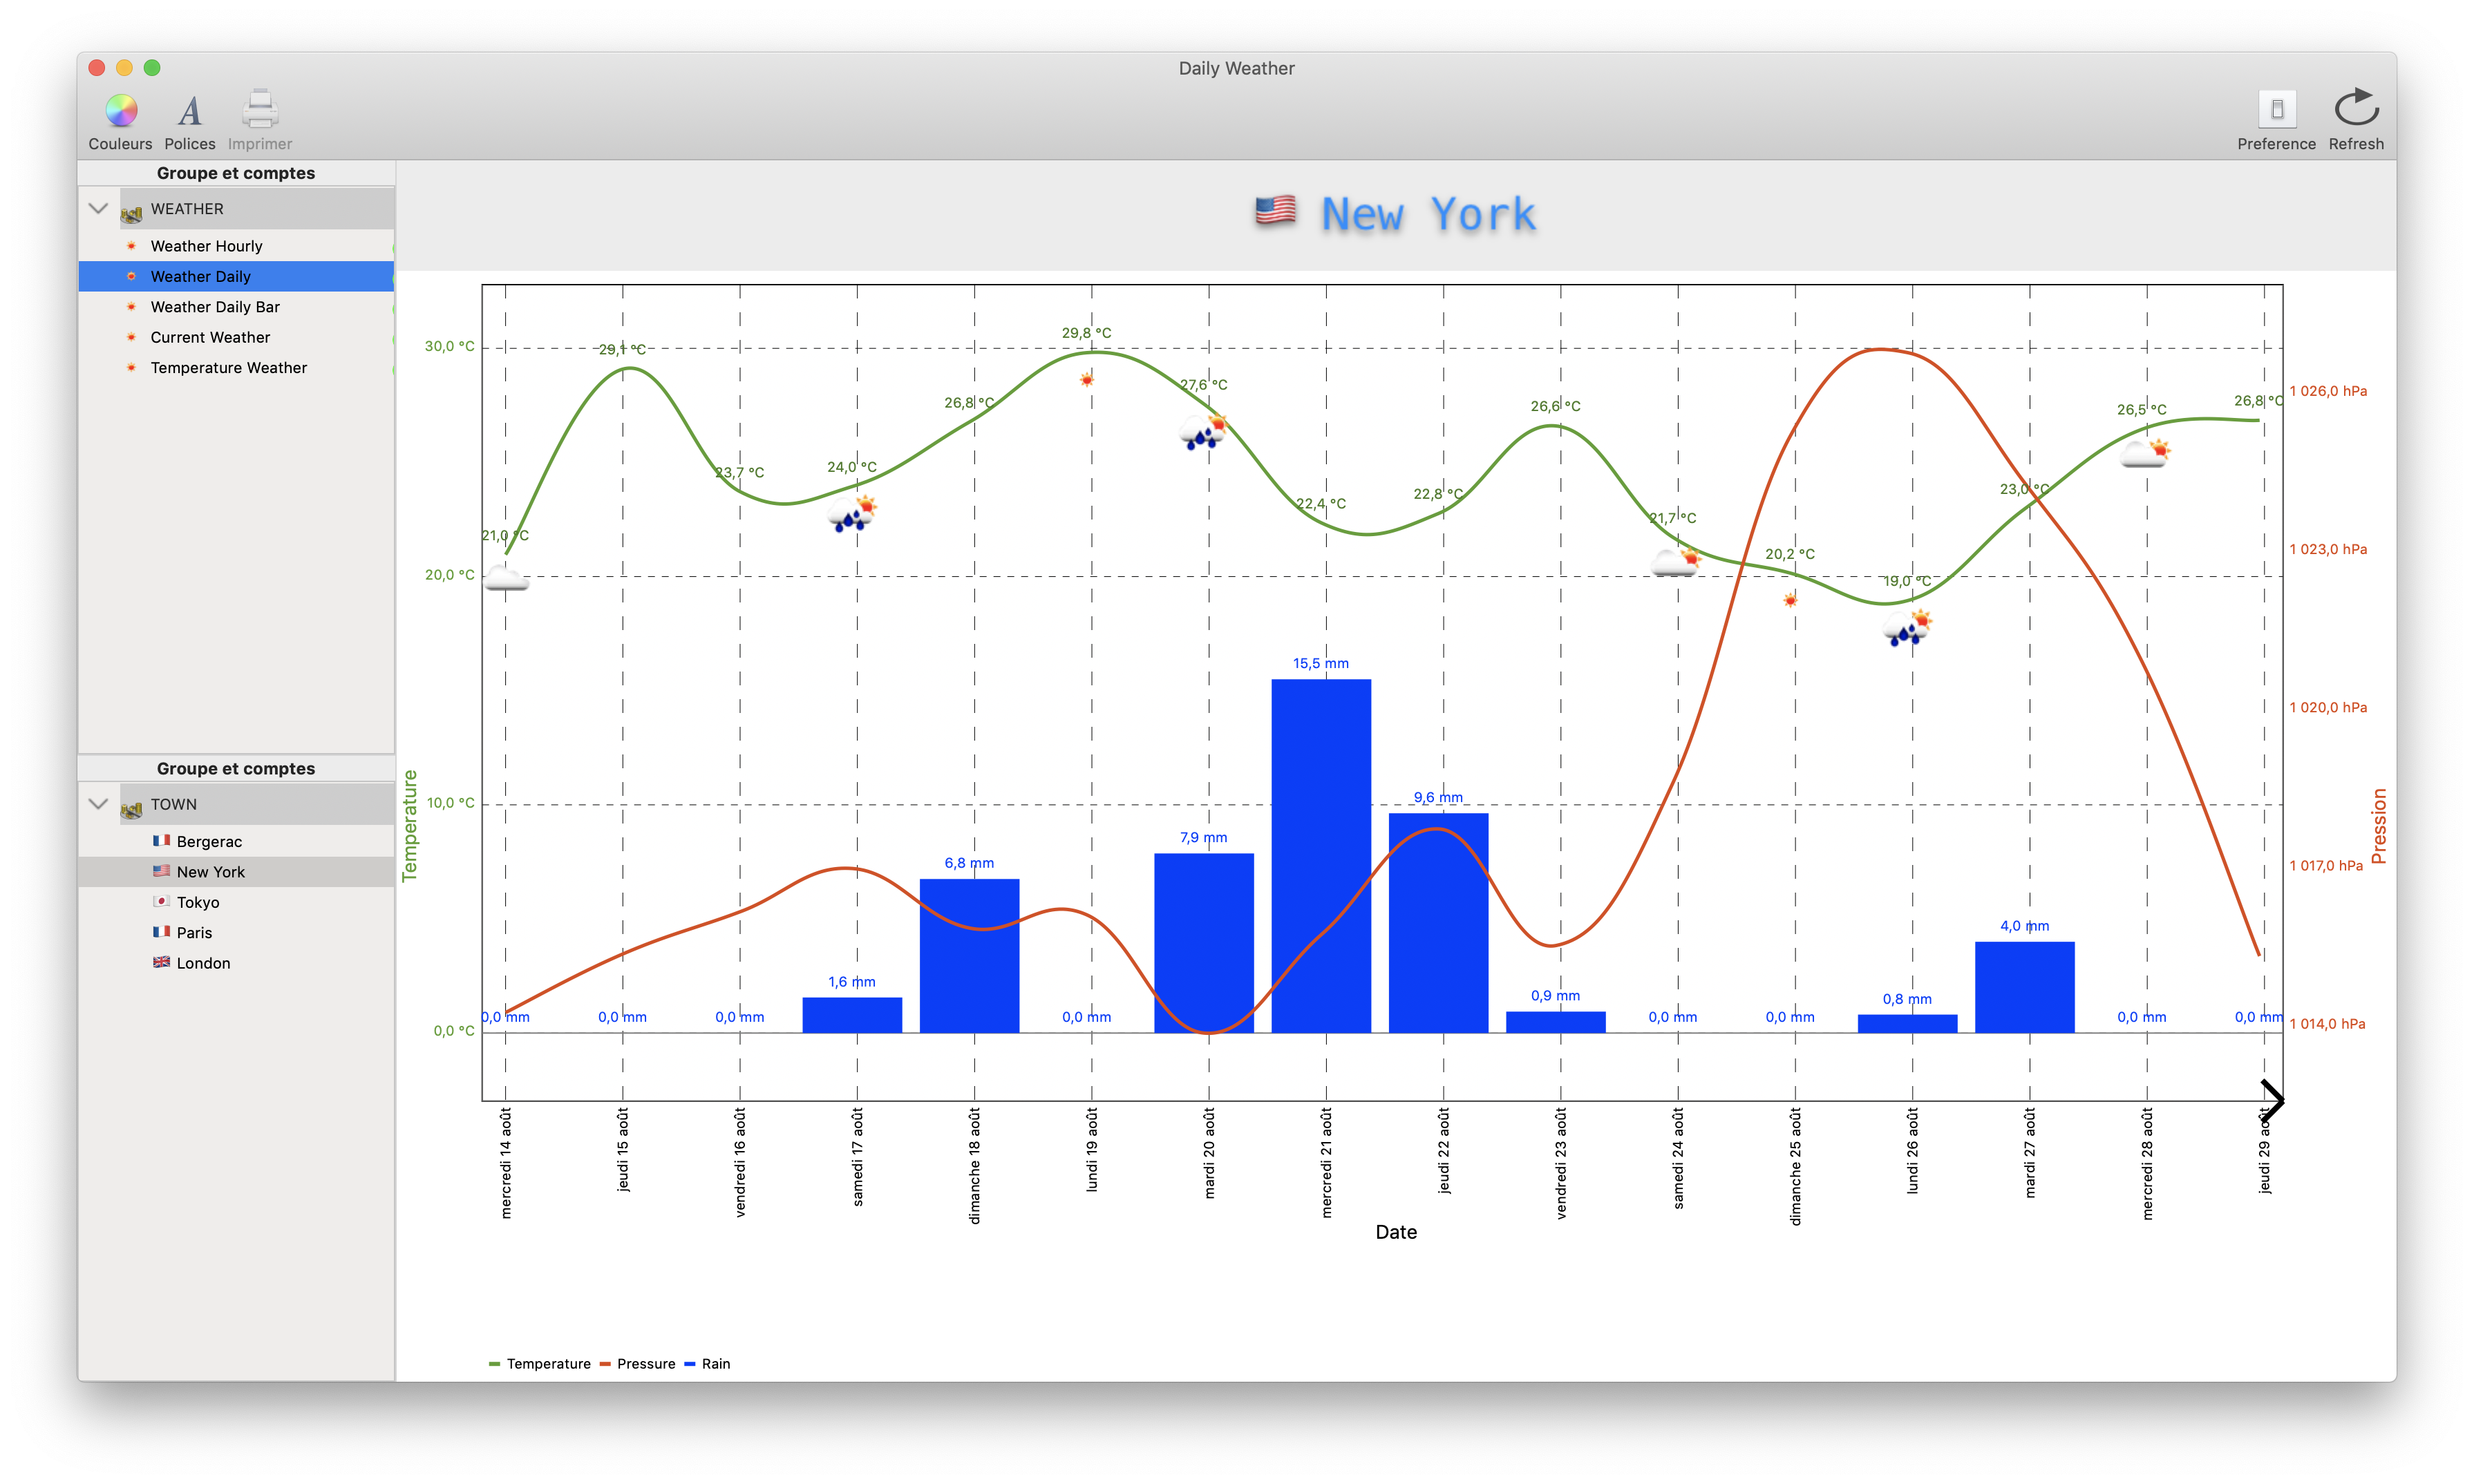 Daily Weather
Couleurs Polices Imprimer
Preference Refresh
Groupe et comptes
WEATHER
Weather Hourly
Weather Daily
Weather Daily Bar
Current Weather
Temperature Weather
Groupe et comptes
TOWN
Bergerac
New York
Tokyo
Paris
London
New York
Temperature
30,0 °C
20,0 °C
10,0 °C
0,0 °C
21,0 °C
29,1 °C
23,7 °C
24,0 °C
26,8 °C
29,8 °C
27,6 °C
22,4 °C
22,8 °C
26,6 °C
21,7 °C
20,2 °C
19,0 °C
23,0 °C
26,5 °C
26,8 °C
0,0 mm
0,0 mm
0,0 mm
1,6 mm
6,8 mm
0,0 mm
7,9 mm
15,5 mm
9,6 mm
0,9 mm
0,0 mm
0,0 mm
0,8 mm
4,0 mm
0,0 mm
0,0 mm
1 026,0 hPa
1 023,0 hPa
1 020,0 hPa
1 017,0 hPa
1 014,0 hPa
Pression
mercredi 14 août
jeudi 15 août
vendredi 16 août
samedi 17 août
dimanche 18 août
lundi 19 août
mardi 20 août
mercredi 21 août
jeudi 22 août
vendredi 23 août
samedi 24 août
dimanche 25 août
lundi 26 août
mardi 27 août
mercredi 28 août
jeudi 29 août
Date
Temperature Pressure Rain